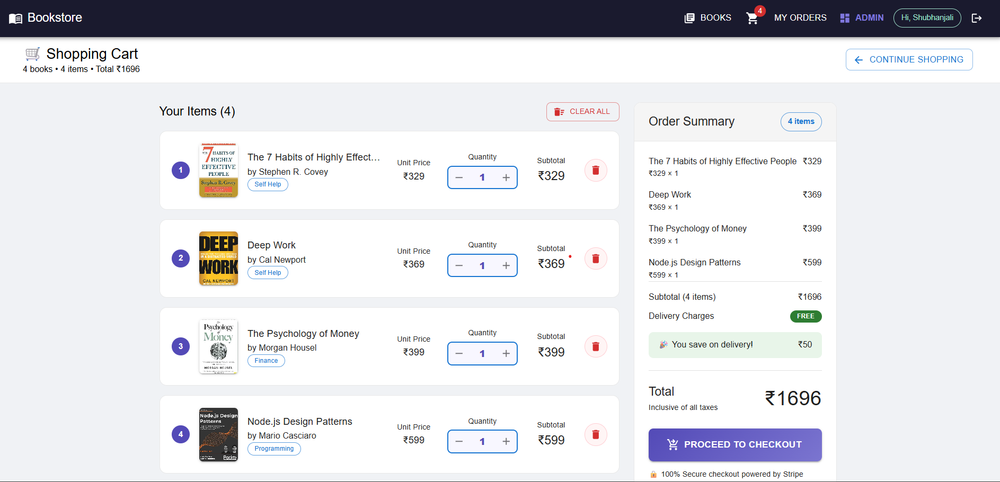 Bookstore
BOOKS
4
MY ORDERS
ADMIN
Hi, Shubhanjali
Shopping Cart
4 books • 4 items • Total ₹1696
CONTINUE SHOPPING
Your Items (4)
CLEAR ALL
1
THE 7 HABITS OF
HIGHLY
EFFECTIVE
PEOPLE
Stephen R. Covey
The 7 Habits of Highly Effect...
by Stephen R. Covey
Self Help
Unit Price
₹329
Quantity
− 1 +
Subtotal
₹329
2
DEEP
WORK
CAL NEWPORT
Deep Work
by Cal Newport
Self Help
Unit Price
₹369
Quantity
− 1 +
Subtotal
₹369
3
The
Psychology
of
Money
MORGAN HOUSEL
The Psychology of Money
by Morgan Housel
Finance
Unit Price
₹399
Quantity
− 1 +
Subtotal
₹399
4
Node.js Design
Patterns
Packt
Node.js Design Patterns
by Mario Casciaro
Programming
Unit Price
₹599
Quantity
− 1 +
Subtotal
₹599
Order Summary
4 items
The 7 Habits of Highly Effective People ₹329
₹329 × 1
Deep Work ₹369
₹369 × 1
The Psychology of Money ₹399
₹399 × 1
Node.js Design Patterns ₹599
₹599 × 1
Subtotal (4 items) ₹1696
Delivery Charges FREE
You save on delivery! ₹50
Total ₹1696
Inclusive of all taxes
PROCEED TO CHECKOUT
100% Secure checkout powered by Stripe